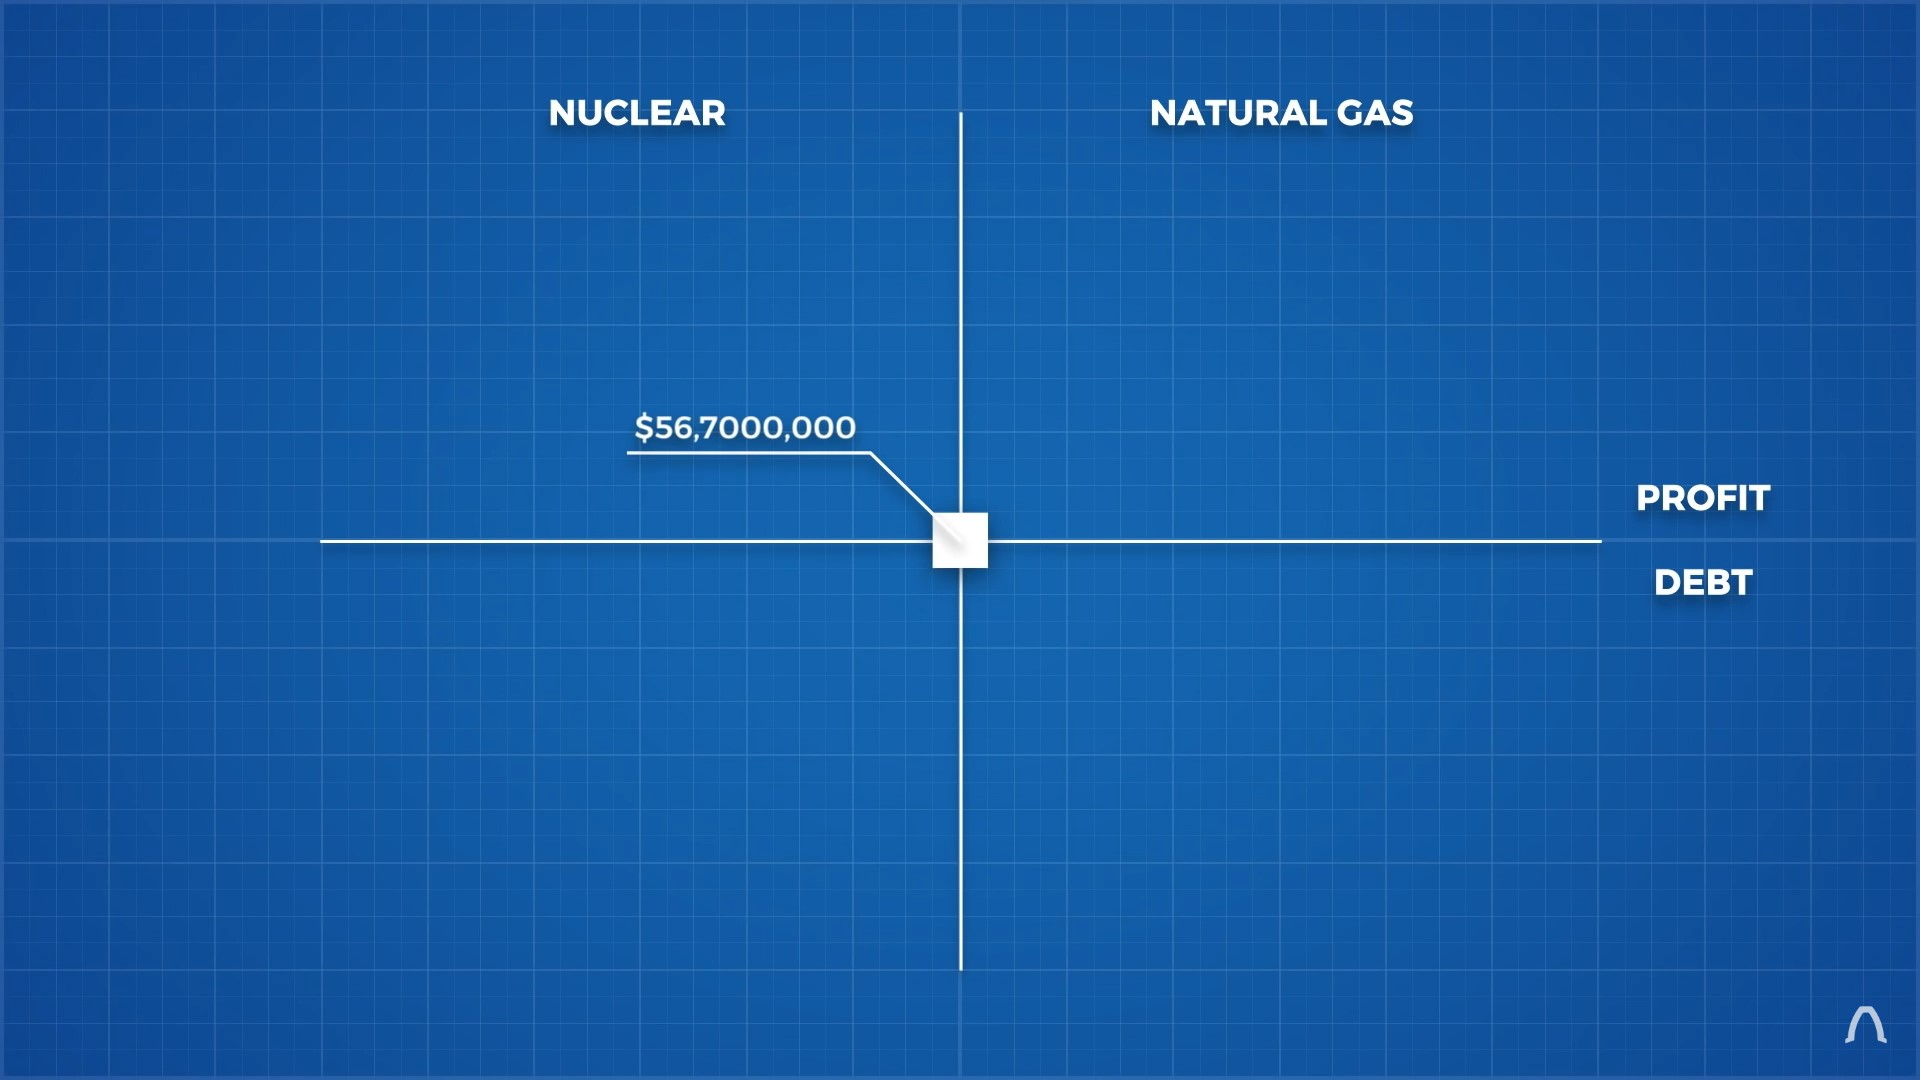 NUCLEAR
NATURAL GAS
$56,7000,000
PROFIT
DEBT